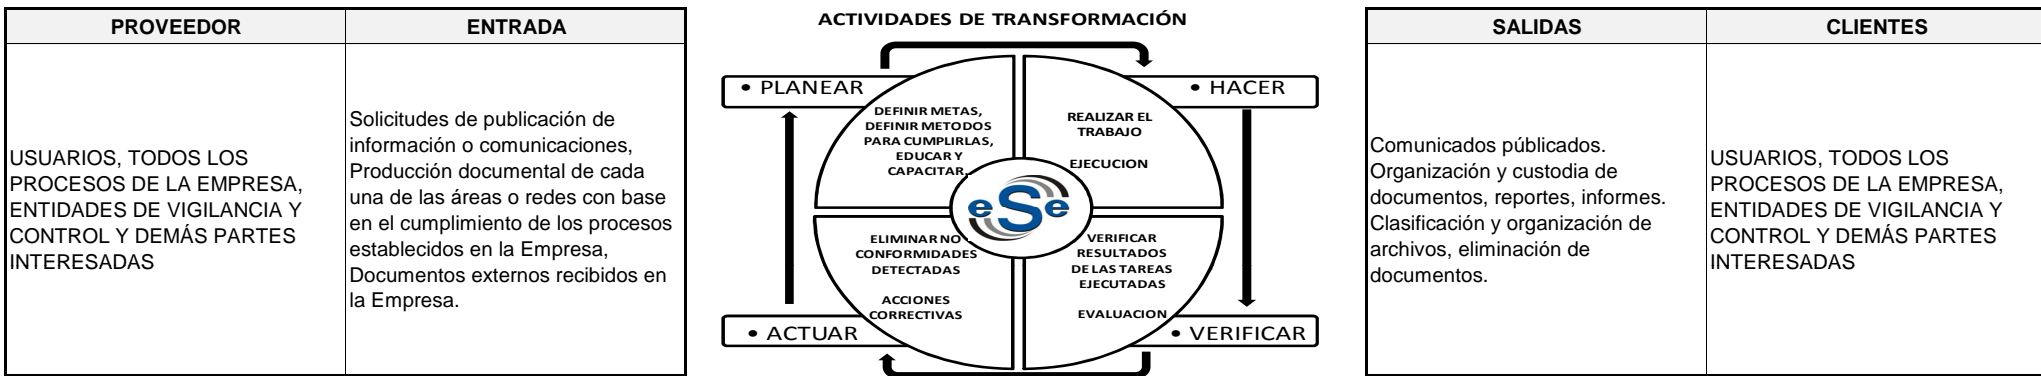 PROVEEDOR
ENTRADA
USUARIOS, TODOS LOS
PROCESOS DE LA EMPRESA,
ENTIDADES DE VIGILANCIA Y
CONTROL Y DEMÁS PARTES
INTERESADAS
Solicitudes de publicación de
información o comunicaciones,
Producción documental de cada
una de las áreas o redes con base
en el cumplimiento de los procesos
establecidos en la Empresa,
Documentos externos recibidos en
la Empresa.
ACTIVIDADES DE TRANSFORMACIÓN
• PLANEAR
DEFINIR METAS,
DEFINIR METODOS
PARA CUMPLIRLAS,
EDUCAR Y
CAPACITAR,
• HACER
REALIZAR EL
TRABAJO
EJECUCION
eSe
ELIMINAR NO
CONFORMIDADES
DETECTADAS
ACCIONES
CORRECTIVAS
• ACTUAR
VERIFICAR
RESULTADOS
DE LAS TAREAS
EJECUTADAS
EVALUACION
• VERIFICAR
SALIDAS
CLIENTES
Comunicados públicados.
Organización y custodia de
documentos, reportes, informes.
Clasificación y organización de
archivos, eliminación de
documentos.
USUARIOS, TODOS LOS
PROCESOS DE LA EMPRESA,
ENTIDADES DE VIGILANCIA Y
CONTROL Y DEMÁS PARTES
INTERESADAS